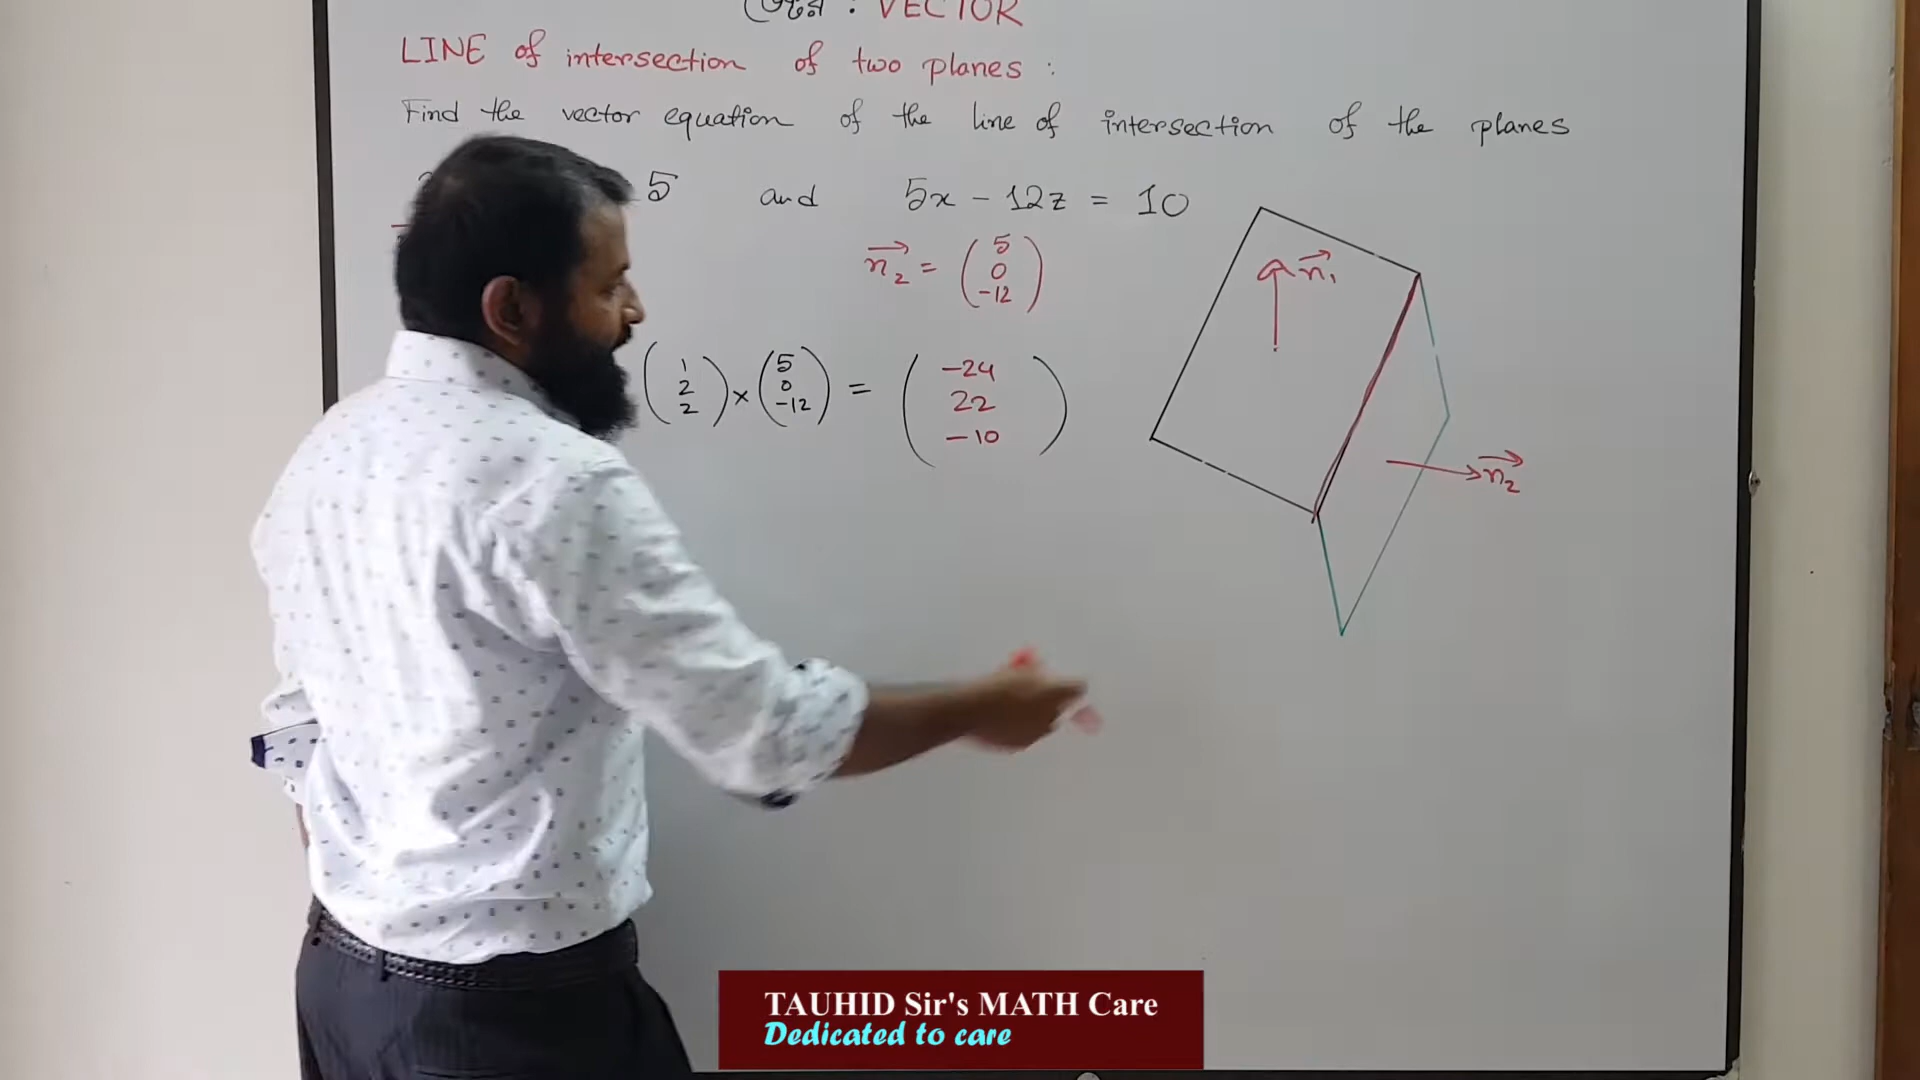 ভেক্টর : VECTOR
LINE of intersection of two planes :
Find the vector equation of the line of intersection of the planes
5 and 5x - 12z = 10
n₂ = (5 0 -12)
(1 2 2) × (5 0 -12) = (-24 22 -10)
n₁
n₂
TAUHID Sir's MATH Care
Dedicated to care